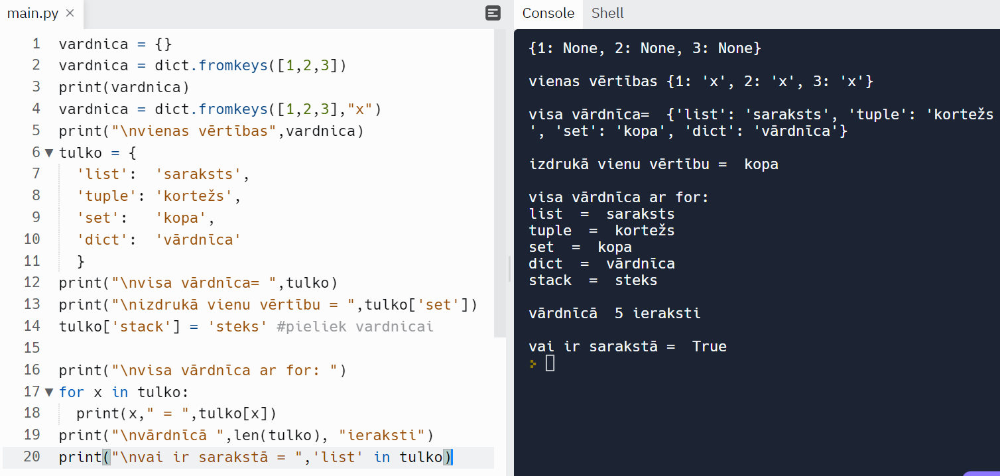 main.py ×
1 vardnica = {}
2 vardnica = dict.fromkeys([1,2,3])
3 print(vardnica)
4 vardnica = dict.fromkeys([1,2,3],"x")
5 print("\nvienas vērtības",vardnica)
6 tulko = {
7   'list':  'saraksts',
8   'tuple': 'kortežs',
9   'set':   'kopa',
10   'dict':  'vārdnīca'
11   }
12 print("\nvisa vārdnīca= ",tulko)
13 print("\nizdrukā vienu vērtību = ",tulko['set'])
14 tulko['stack'] = 'steks' #pieliek vardnicai
15
16 print("\nvisa vārdnīca ar for: ")
17 for x in tulko:
18   print(x," = ",tulko[x])
19 print("\nvārdnīcā ",len(tulko), "ieraksti")
20 print("\nvai ir sarakstā = ",'list' in tulko)
Console Shell
{1: None, 2: None, 3: None}
vienas vērtības {1: 'x', 2: 'x', 3: 'x'}
visa vārdnīca=  {'list': 'saraksts', 'tuple': 'kortežs
', 'set': 'kopa', 'dict': 'vārdnīca'}
izdrukā vienu vērtību =  kopa
visa vārdnīca ar for:
list  =  saraksts
tuple  =  kortežs
set  =  kopa
dict  =  vārdnīca
stack  =  steks
vārdnīcā  5 ieraksti
vai ir sarakstā =  True